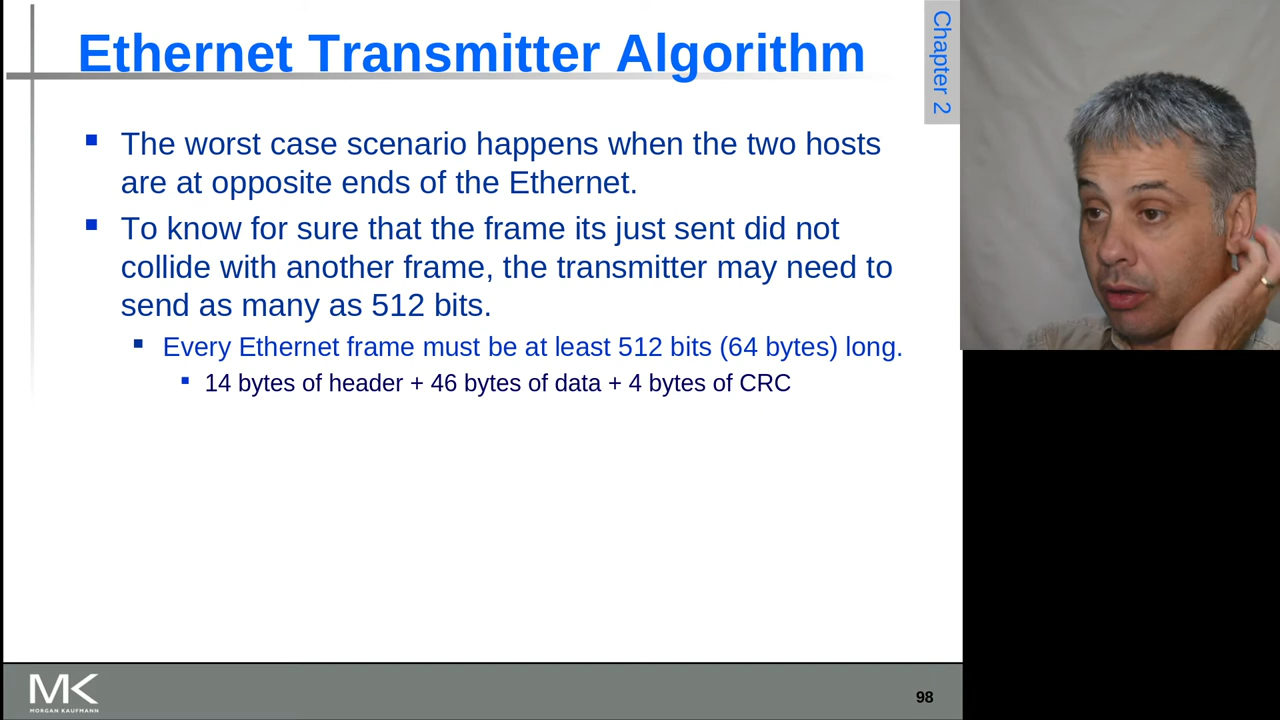 Ethernet Transmitter Algorithm
Chapter 2
The worst case scenario happens when the two hosts
are at opposite ends of the Ethernet.
To know for sure that the frame its just sent did not
collide with another frame, the transmitter may need to
send as many as 512 bits.
Every Ethernet frame must be at least 512 bits (64 bytes) long.
14 bytes of header + 46 bytes of data + 4 bytes of CRC
MK
MORGAN KAUFMANN
98